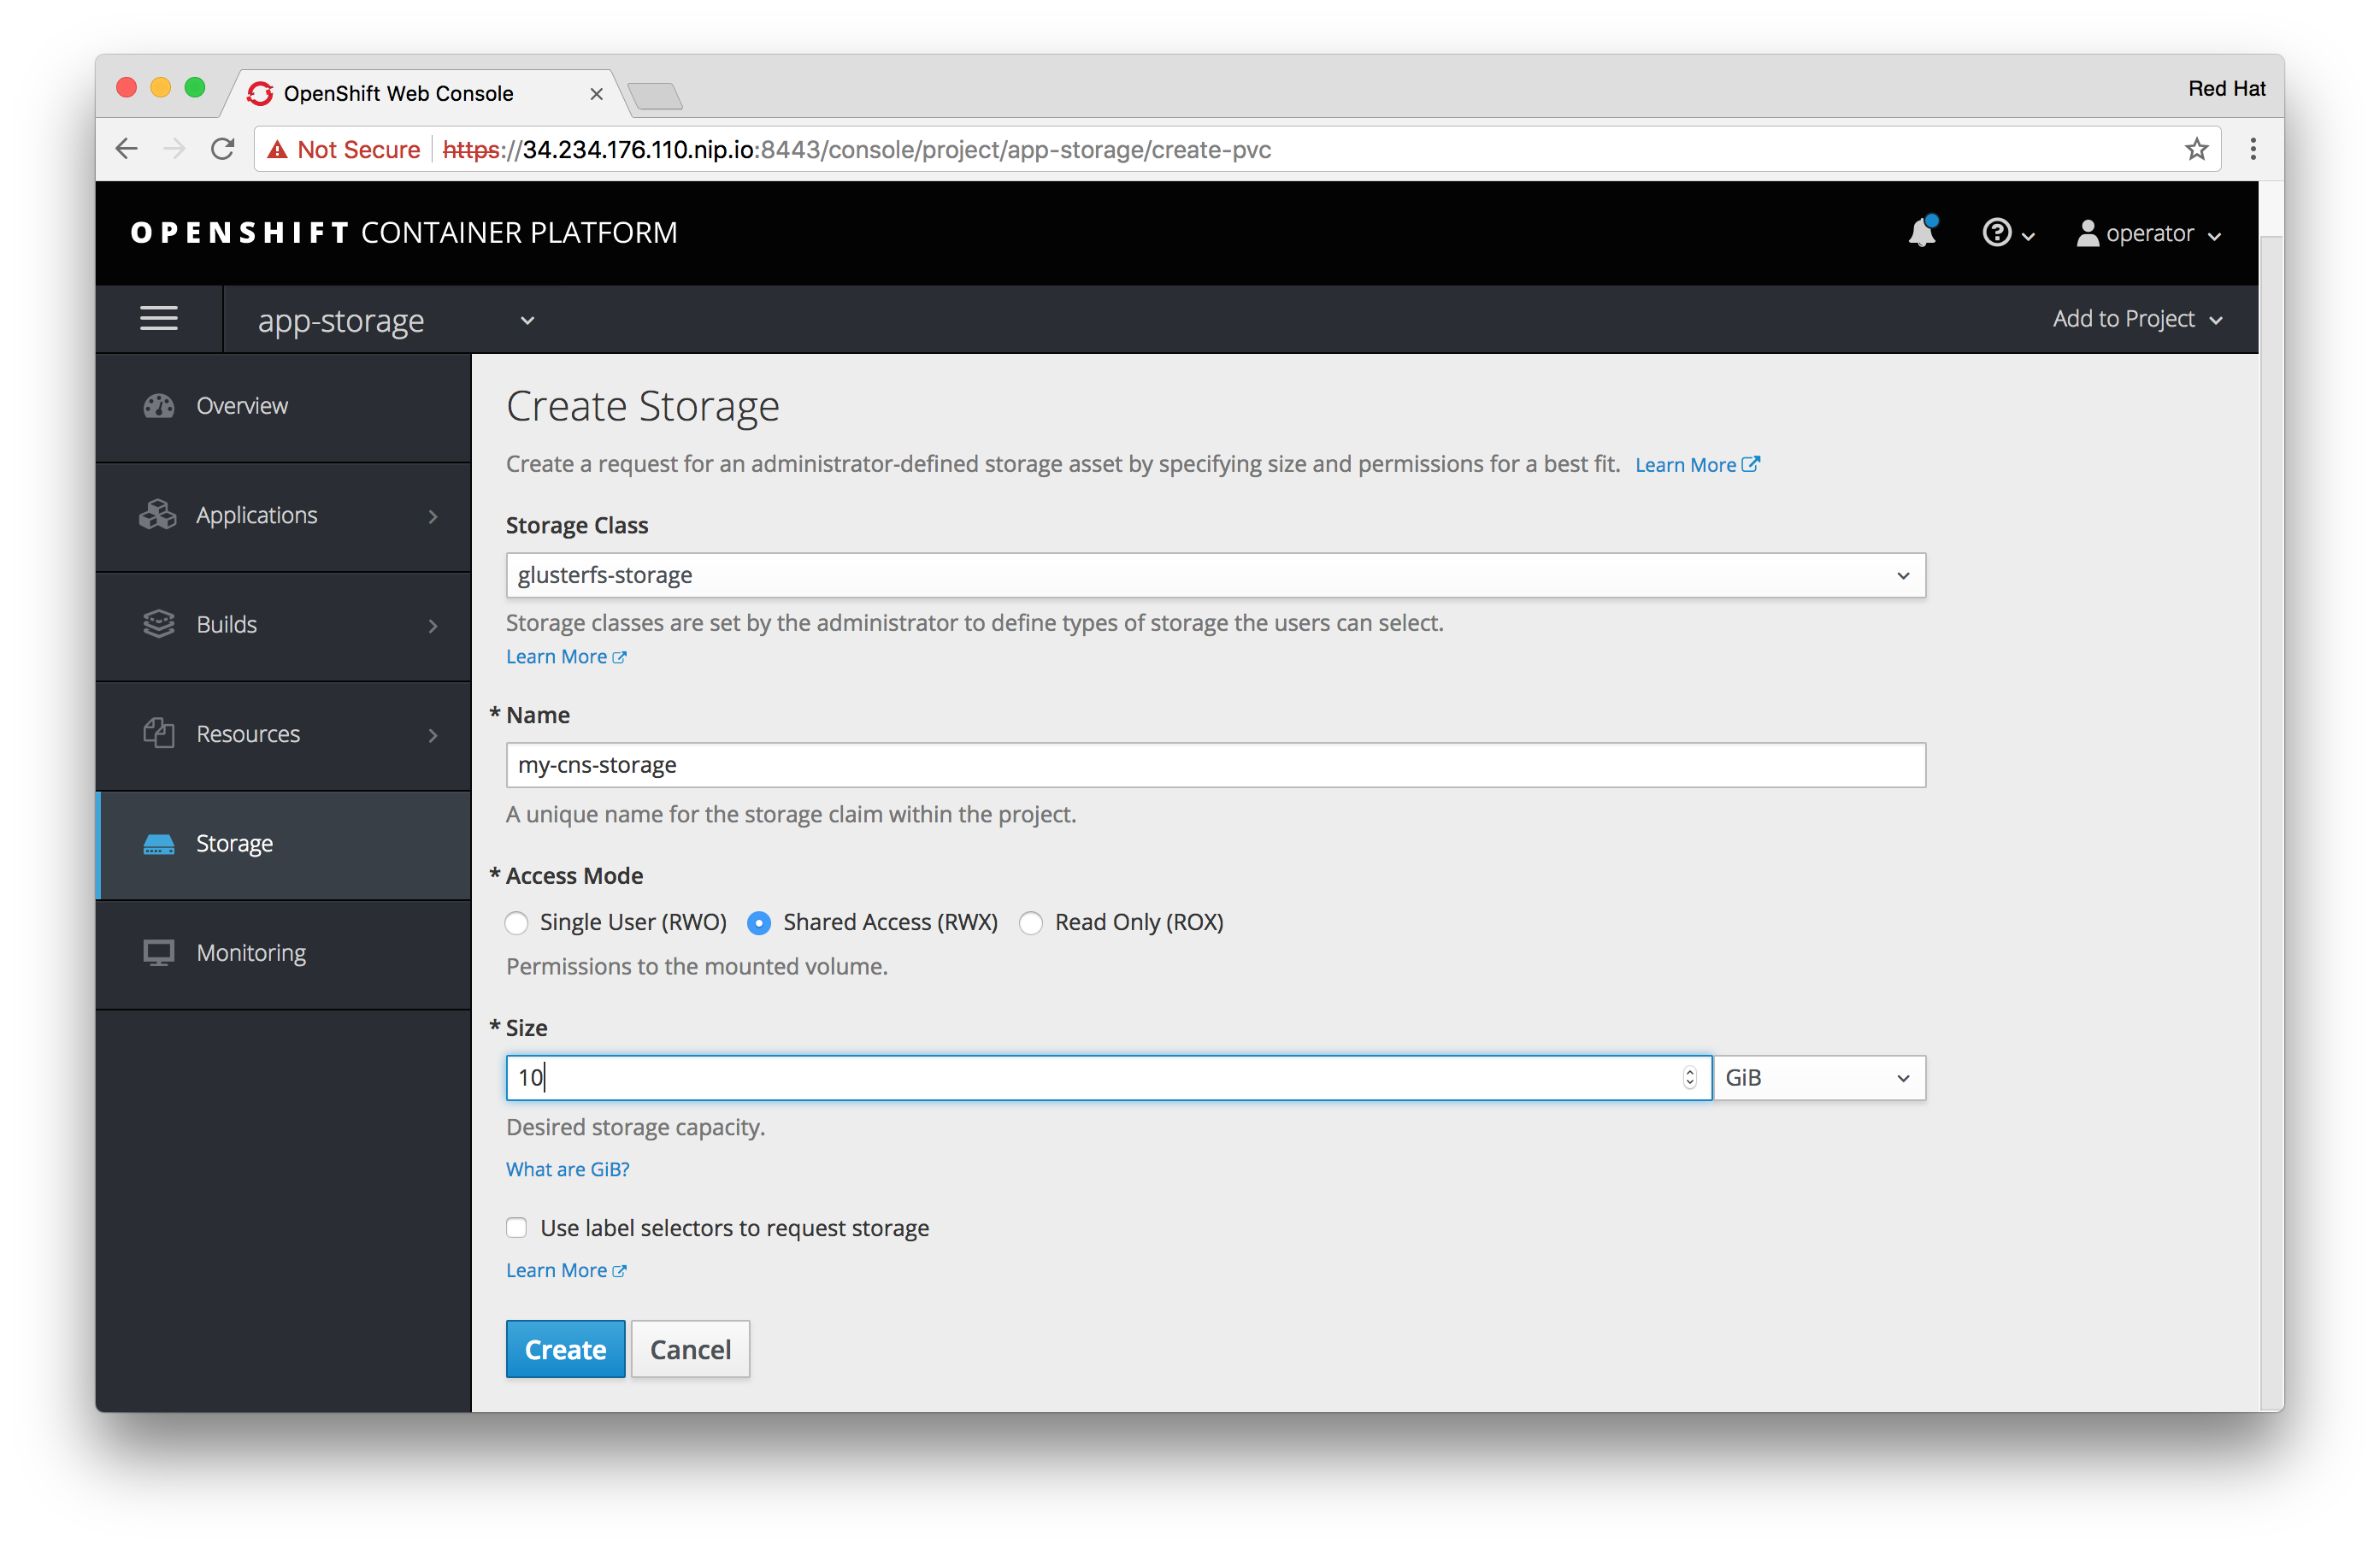 OpenShift Web Console
Red Hat
Not Secure https://34.234.176.110.nip.io:8443/console/project/app-storage/create-pvc
OPENSHIFT CONTAINER PLATFORM
operator
app-storage
Add to Project
Overview
Applications
Builds
Resources
Storage
Monitoring
Create Storage
Create a request for an administrator-defined storage asset by specifying size and permissions for a best fit. Learn More
Storage Class
glusterfs-storage
Storage classes are set by the administrator to define types of storage the users can select.
Learn More
* Name
my-cns-storage
A unique name for the storage claim within the project.
* Access Mode
Single User (RWO) Shared Access (RWX) Read Only (ROX)
Permissions to the mounted volume.
* Size
10 GiB
Desired storage capacity.
What are GiB?
Use label selectors to request storage
Learn More
Create Cancel